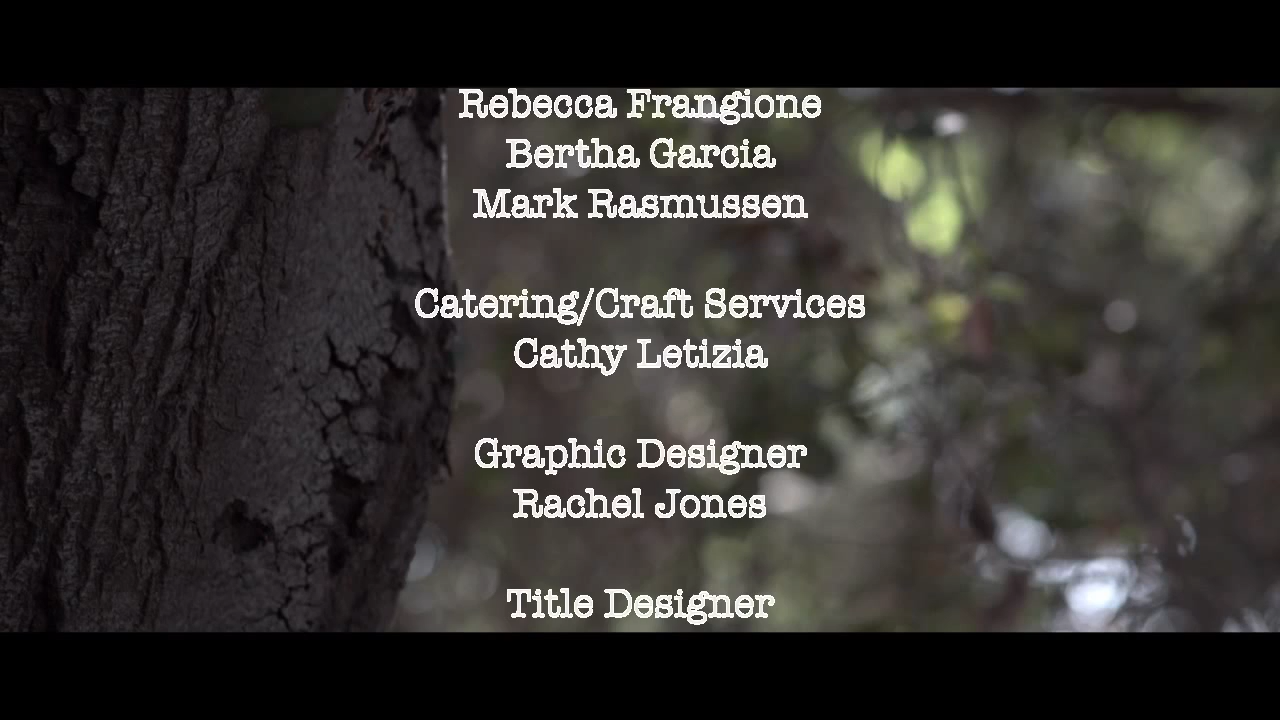 Rebecca Frangione
Bertha Garcia
Mark Rasmussen
Catering/Craft Services
Cathy Letizia
Graphic Designer
Rachel Jones
Title Designer